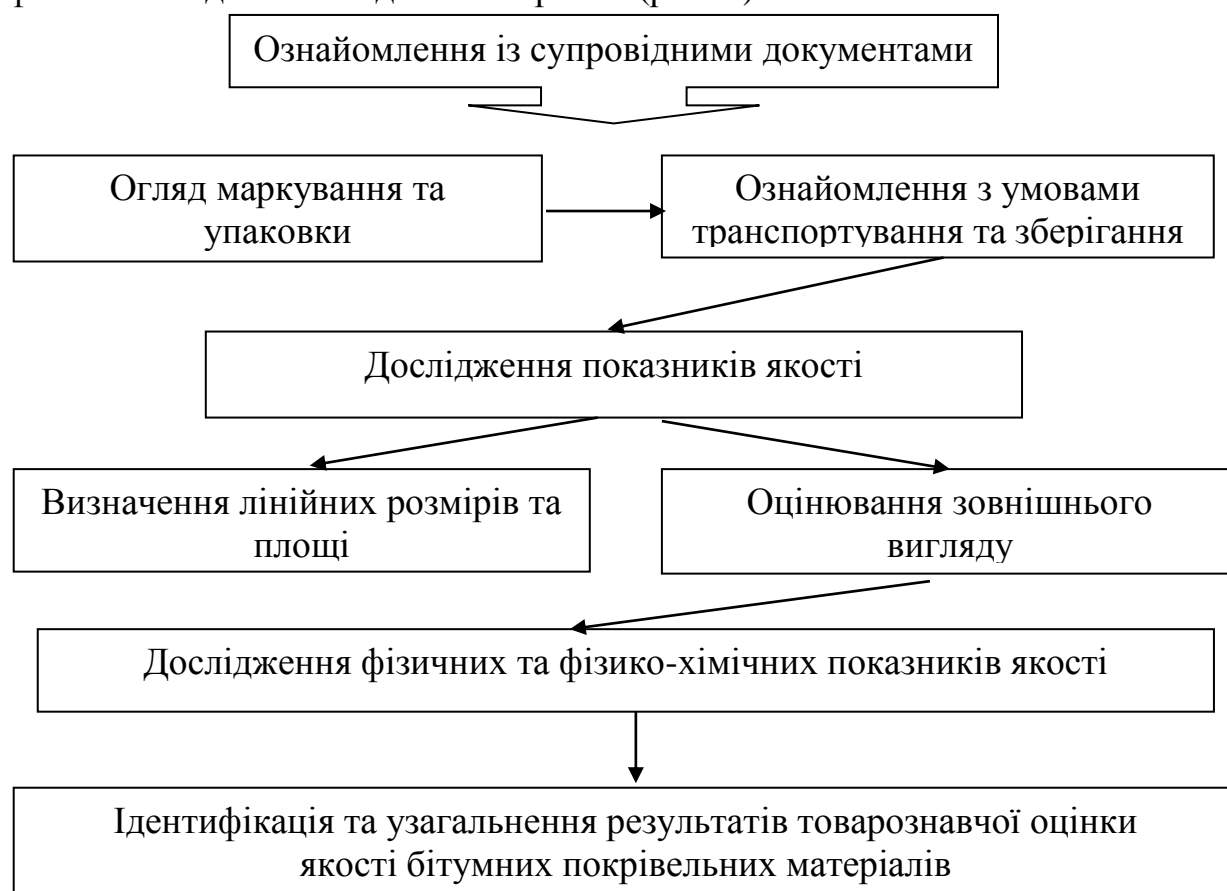 Ознайомлення із супровідними документами
Огляд маркування та
упаковки
Ознайомлення з умовами
транспортування та зберігання
Дослідження показників якості
Визначення лінійних розмірів та
площі
Оцінювання зовнішнього
вигляду
Дослідження фізичних та фізико-хімічних показників якості
Ідентифікація та узагальнення результатів товарознавчої оцінки
якості бітумних покрівельних матеріалів